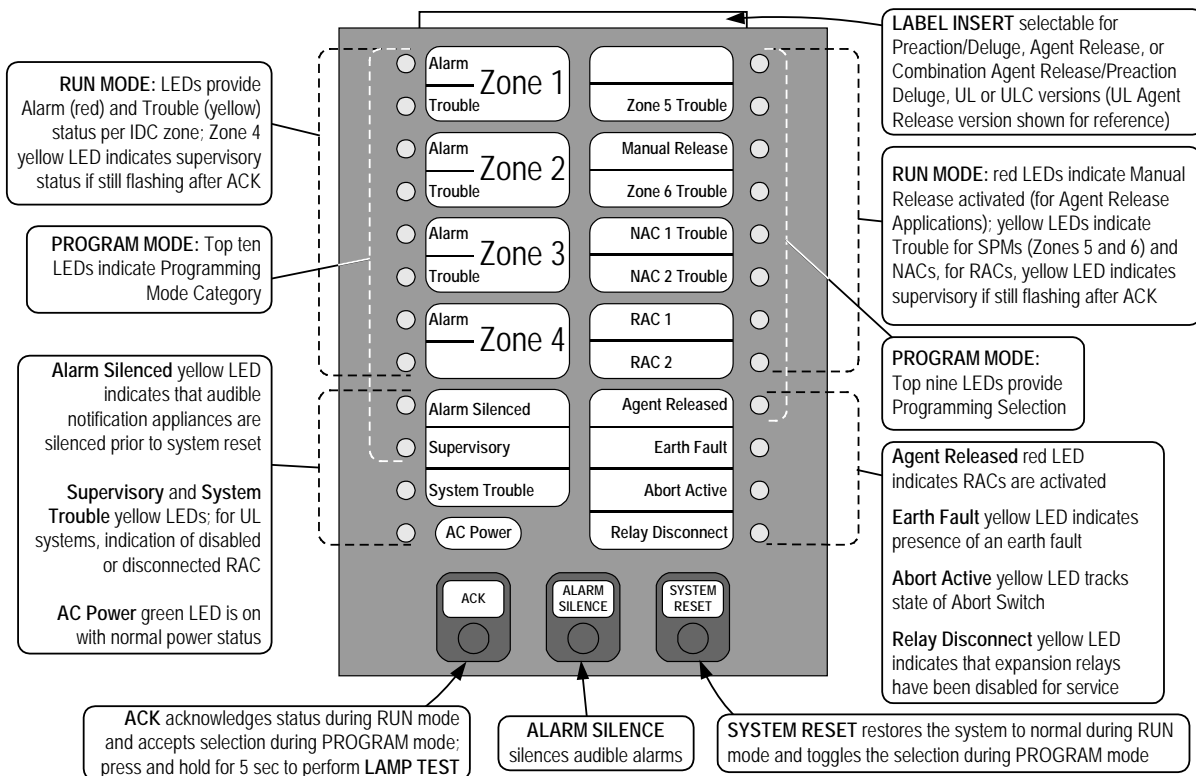 LABEL INSERT selectable for
Preaction/Deluge, Agent Release, or
Combination Agent Release/Preaction
Deluge, UL or ULC versions (UL Agent
Release version shown for reference)
RUN MODE: LEDs provide
Alarm (red) and Trouble (yellow)
status per IDC zone; Zone 4
yellow LED indicates supervisory
status if still flashing after ACK
PROGRAM MODE: Top ten
LEDs indicate Programming
Mode Category
Alarm Silenced yellow LED
indicates that audible
notification appliances are
silenced prior to system reset
Supervisory and System
Trouble yellow LEDs; for UL
systems, indication of disabled
or disconnected RAC
AC Power green LED is on
with normal power status
Alarm
Zone 1
Trouble
Alarm
Zone 2
Trouble
Alarm
Zone 3
Trouble
Alarm
Zone 4
Alarm Silenced
Supervisory
System Trouble
AC Power
Zone 5 Trouble
Manual Release
Zone 6 Trouble
NAC 1 Trouble
NAC 2 Trouble
RAC 1
RAC 2
Agent Released
Earth Fault
Abort Active
Relay Disconnect
ACK
ALARM
SILENCE
SYSTEM
RESET
RUN MODE: red LEDs indicate Manual
Release activated (for Agent Release
Applications); yellow LEDs indicate
Trouble for SPMs (Zones 5 and 6) and
NACs, for RACs, yellow LED indicates
supervisory if still flashing after ACK
PROGRAM MODE:
Top nine LEDs provide
Programming Selection
Agent Released red LED
indicates RACs are activated
Earth Fault yellow LED indicates
presence of an earth fault
Abort Active yellow LED tracks
state of Abort Switch
Relay Disconnect yellow LED
indicates that expansion relays
have been disabled for service
ACK acknowledges status during RUN mode
and accepts selection during PROGRAM mode;
press and hold for 5 sec to perform LAMP TEST
ALARM SILENCE
silences audible alarms
SYSTEM RESET restores the system to normal during RUN
mode and toggles the selection during PROGRAM mode